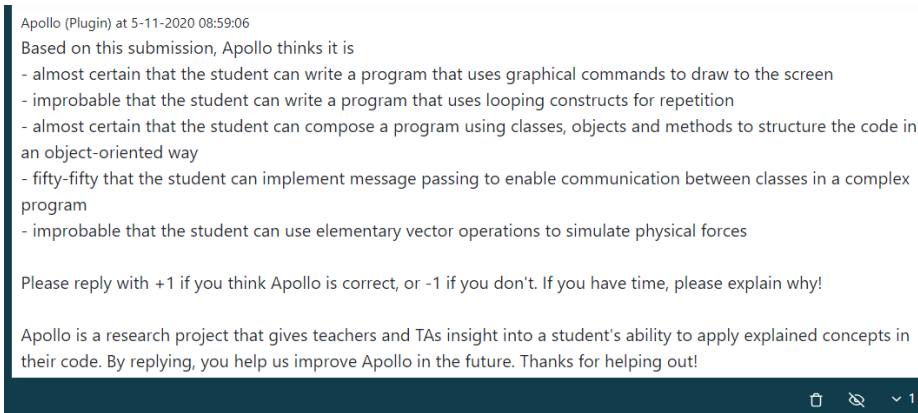 Apollo (Plugin) at 5-11-2020 08:59:06
Based on this submission, Apollo thinks it is
- almost certain that the student can write a program that uses graphical commands to draw to the screen
- improbable that the student can write a program that uses looping constructs for repetition
- almost certain that the student can compose a program using classes, objects and methods to structure the code in
an object-oriented way
- fifty-fifty that the student can implement message passing to enable communication between classes in a complex
program
- improbable that the student can use elementary vector operations to simulate physical forces
Please reply with +1 if you think Apollo is correct, or -1 if you don't. If you have time, please explain why!
Apollo is a research project that gives teachers and TAs insight into a student's ability to apply explained concepts in
their code. By replying, you help us improve Apollo in the future. Thanks for helping out!
1